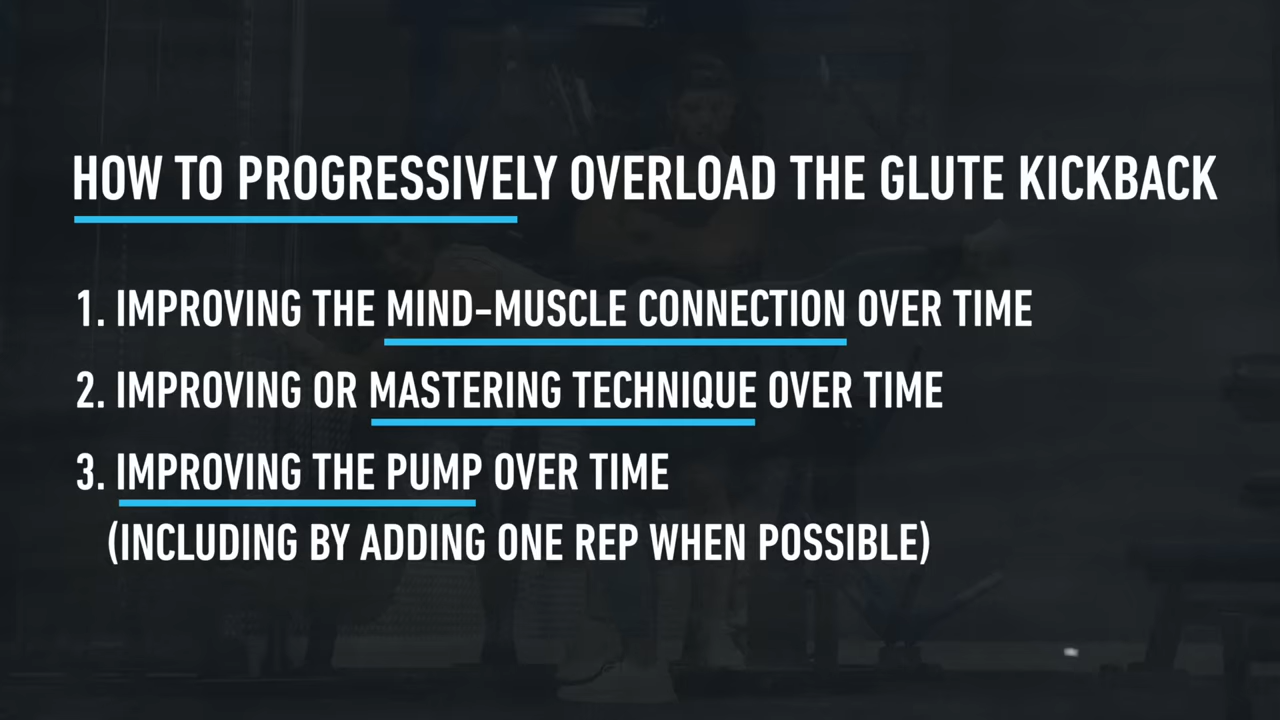 HOW TO PROGRESSIVELY OVERLOAD THE GLUTE KICKBACK
1. IMPROVING THE MIND-MUSCLE CONNECTION OVER TIME
2. IMPROVING OR MASTERING TECHNIQUE OVER TIME
3. IMPROVING THE PUMP OVER TIME
(INCLUDING BY ADDING ONE REP WHEN POSSIBLE)